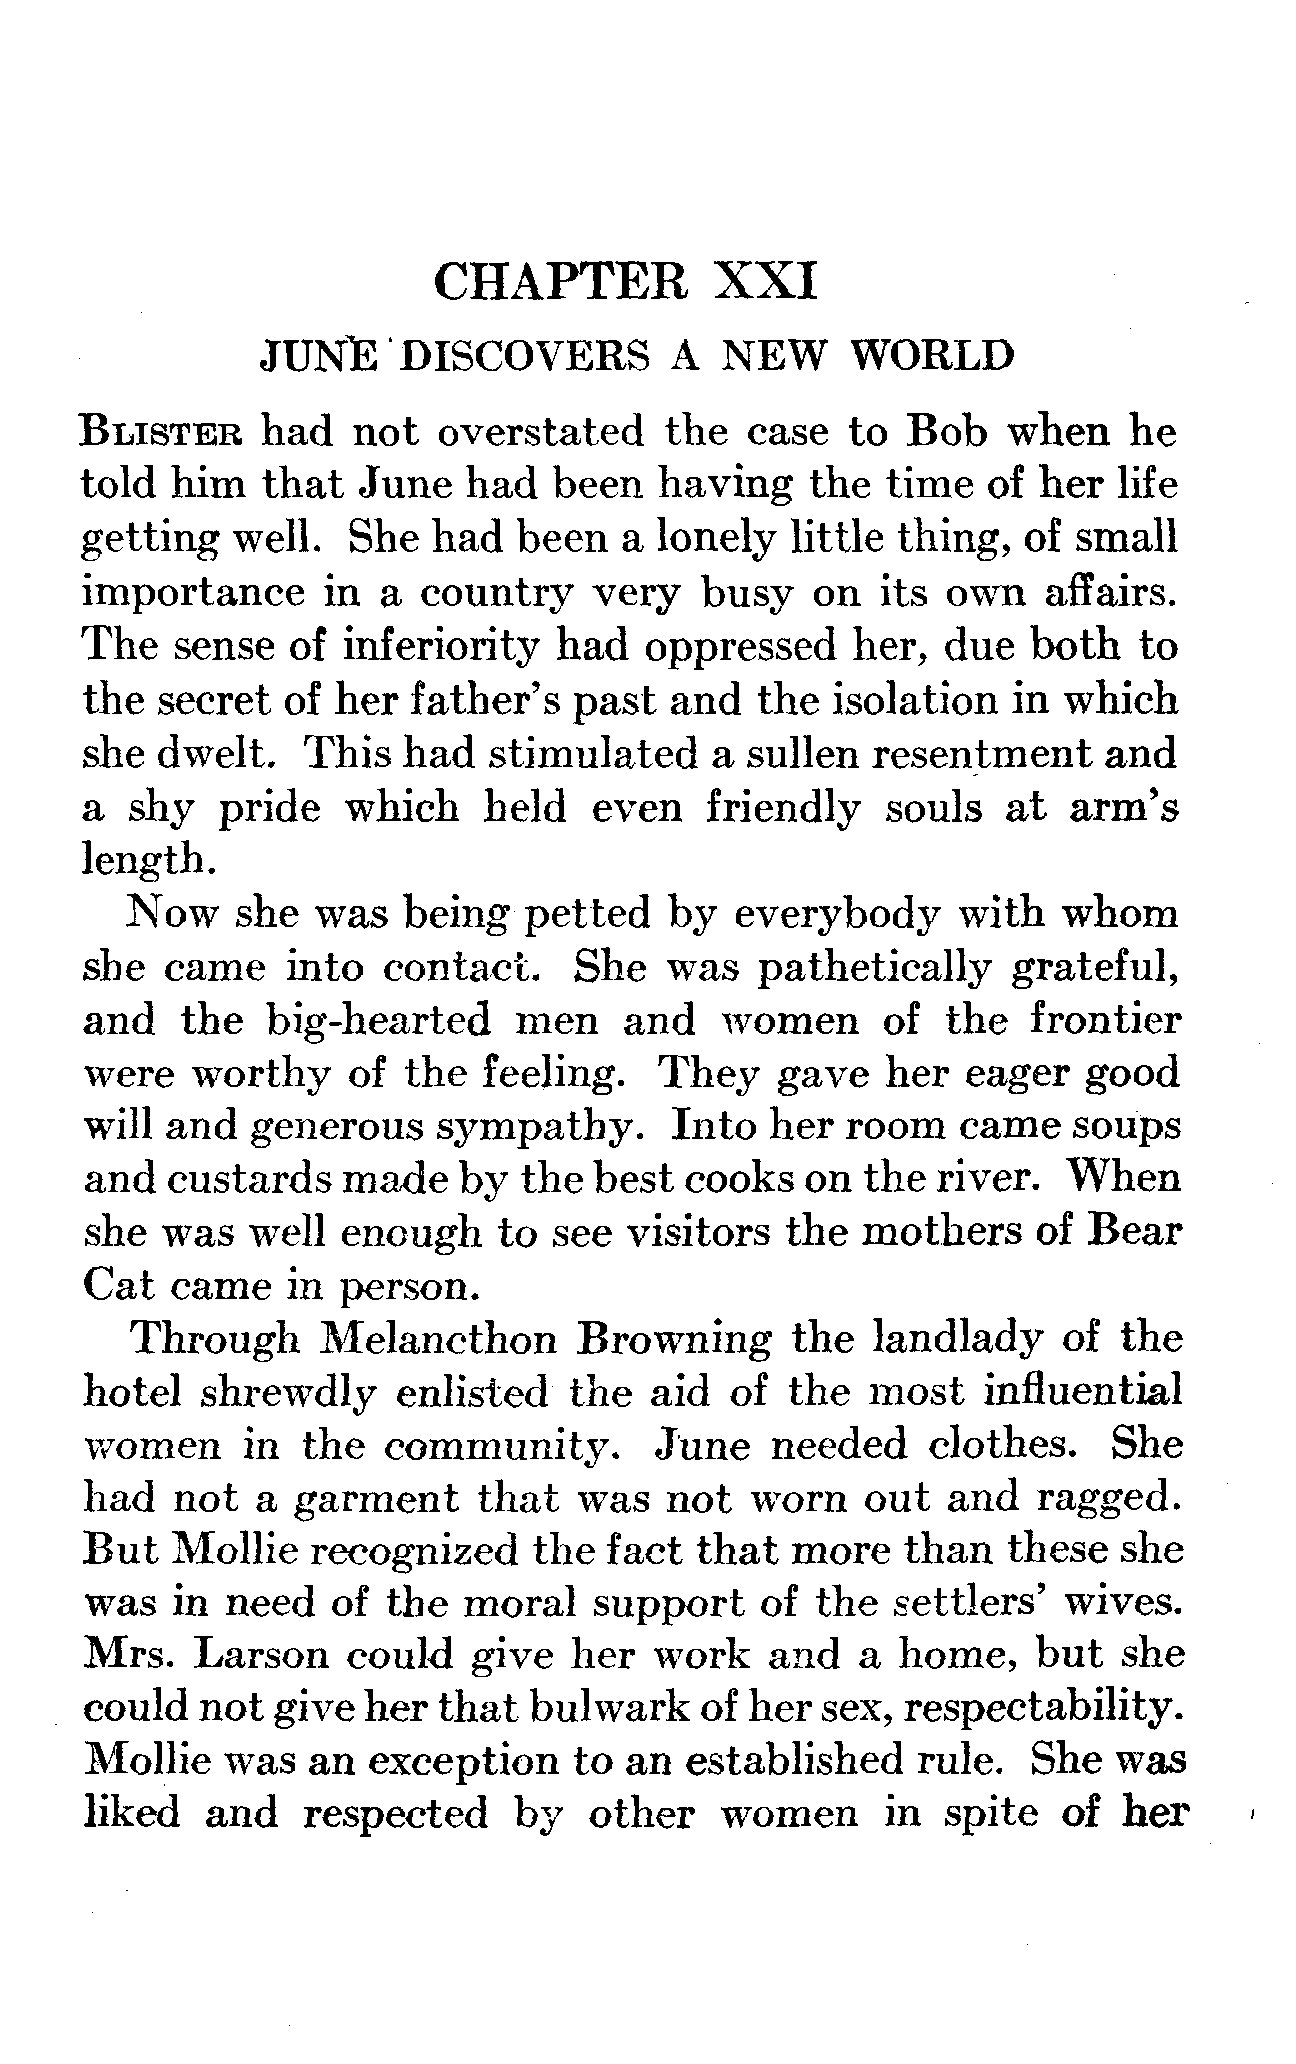 CHAPTER XXI
JUNE DISCOVERS A NEW WORLD
BLISTER had not overstated the case to Bob when he
told him that June had been having the time of her life
getting well. She had been a lonely little thing, of small
importance in a country very busy on its own affairs.
The sense of inferiority had oppressed her, due both to
the secret of her father's past and the isolation in which
she dwelt. This had stimulated a sullen resentment and
a shy pride which held even friendly souls at arm's
length.
Now she was being petted by everybody with whom
she came into contact. She was pathetically grateful,
and the big-hearted men and women of the frontier
were worthy of the feeling. They gave her eager good
will and generous sympathy. Into her room came soups
and custards made by the best cooks on the river. When
she was well enough to see visitors the mothers of Bear
Cat came in person.
Through Melancthon Browning the landlady of the
hotel shrewdly enlisted the aid of the most influential
women in the community. June needed clothes. She
had not a garment that was not worn out and ragged.
But Mollie recognized the fact that more than these she
was in need of the moral support of the settlers' wives.
Mrs. Larson could give her work and a home, but she
could not give her that bulwark of her sex, respectability.
Mollie was an exception to an established rule. She was
liked and respected by other women in spite of her